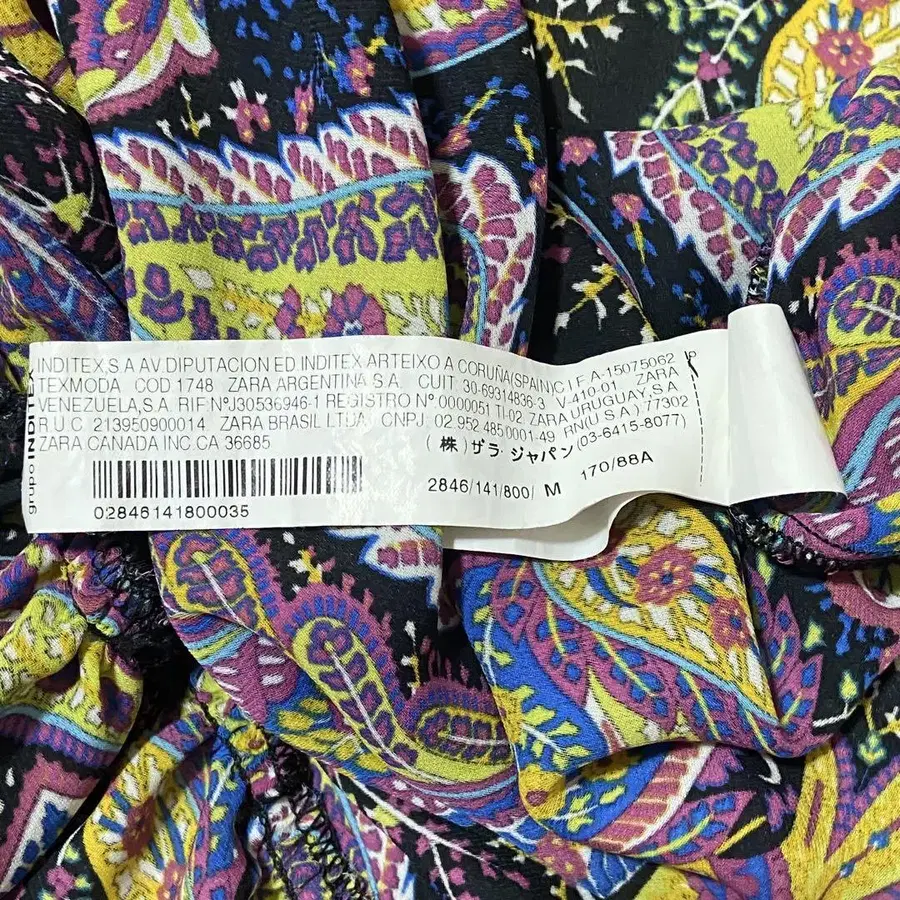 INDITEX,S.A AV.DIPUTACION ED.INDITEX ARTEIXO A CORUÑA(SPAIN)C I F A-15075062
TEXMODA COD 1748 ZARA ARGENTINA S.A. CUIT: 30-69314836-3 V-410-01 ZARA
VENEZUELA,S.A. RIF:NºJ30536946-1 REGISTRO Nº.0000051 TI-02. ZARA URUGUAY,S.A.
R.U.C. 213950900014 ZARA BRASIL LTDA CNPJ: 02.952.485.0001-49 RN(U.S.A.):77302
ZARA CANADA INC.CA 36685
(株) ザラ・ジャパン(03-6415-8077)
grupo INDITEX
02846141800035
2846/141/800/ M 170/88A